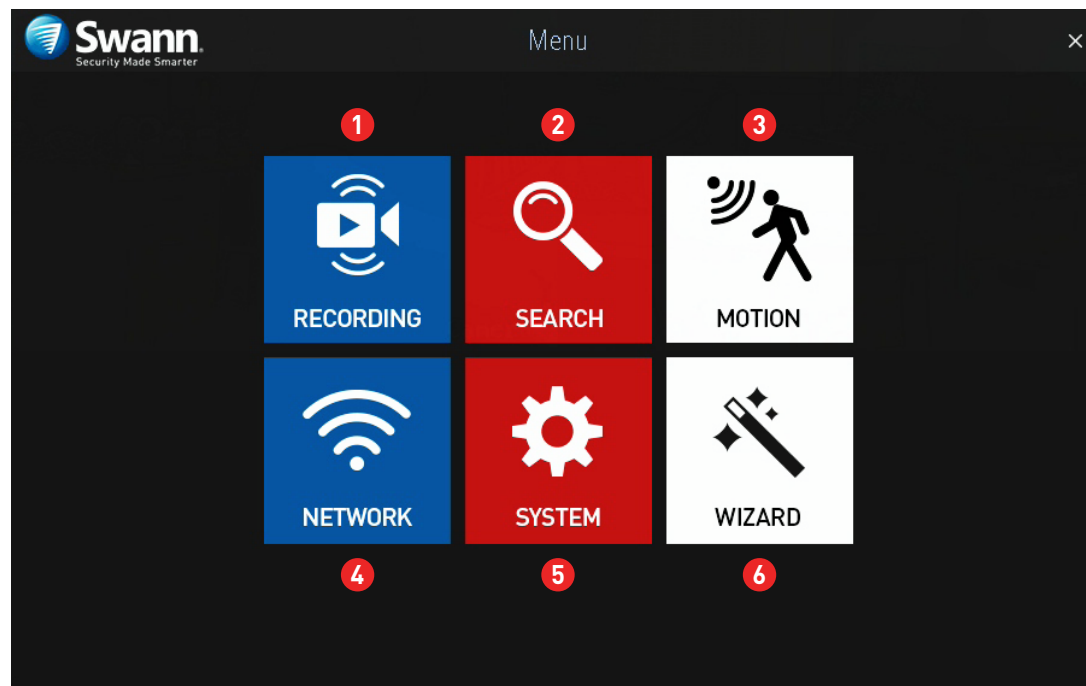 Swann.
Security Made Smarter
Menu
×
1 2 3
RECORDING SEARCH MOTION
NETWORK SYSTEM WIZARD
4 5 6